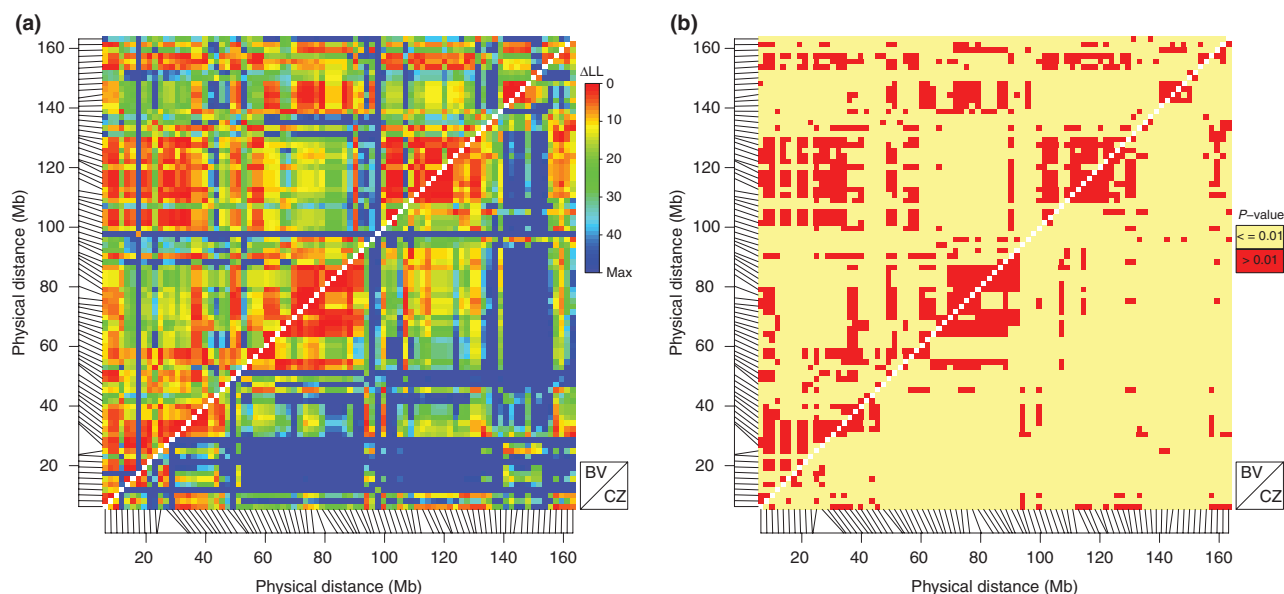 (a)
160
140
120
100
80
60
40
20
Physical distance (Mb)
20 40 60 80 100 120 140 160
Physical distance (Mb)
ΔLL
0
10
20
30
40
Max
BV
CZ
(b)
160
140
120
100
80
60
40
20
Physical distance (Mb)
20 40 60 80 100 120 140 160
Physical distance (Mb)
P–value
< = 0.01
> 0.01
BV
CZ